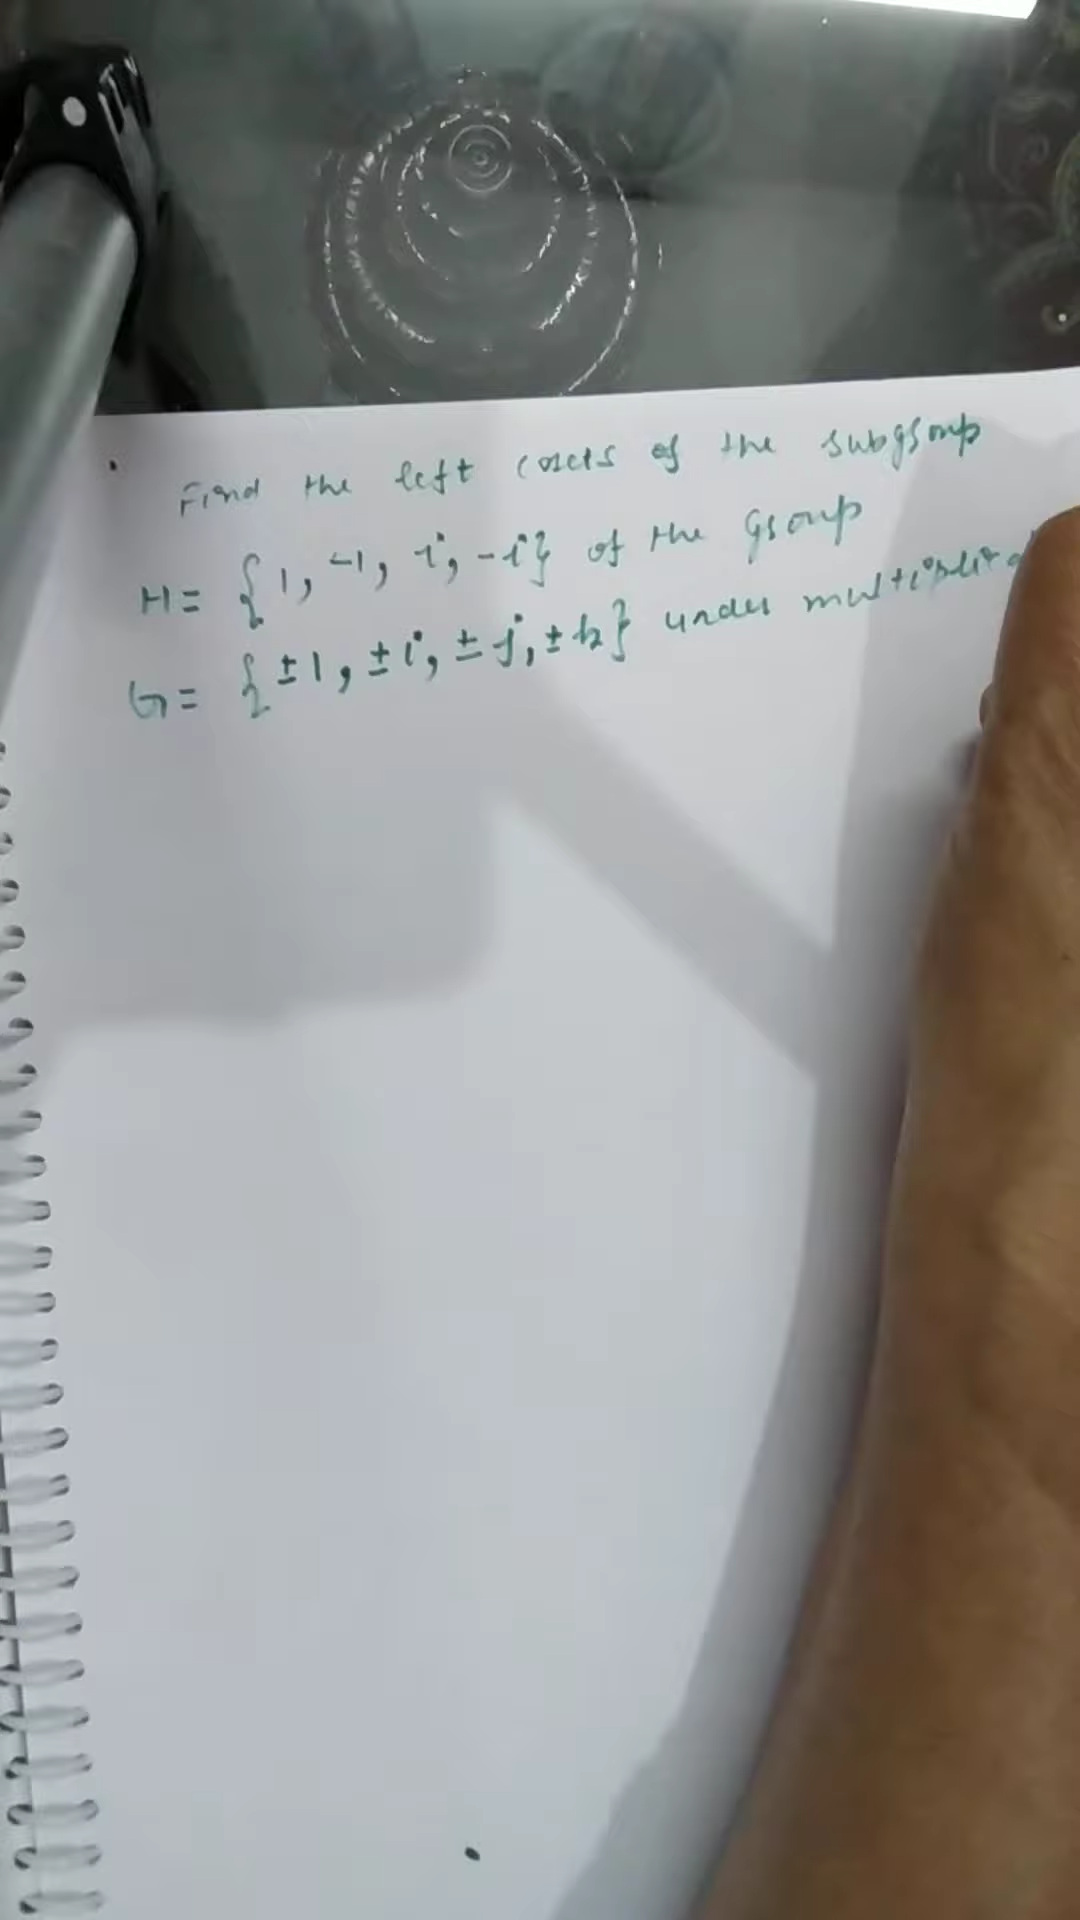 Find the left cosets of the subgroup
H = {1, -1, i, -i} of the group
G = {±1, ±i, ±j, ±k} under